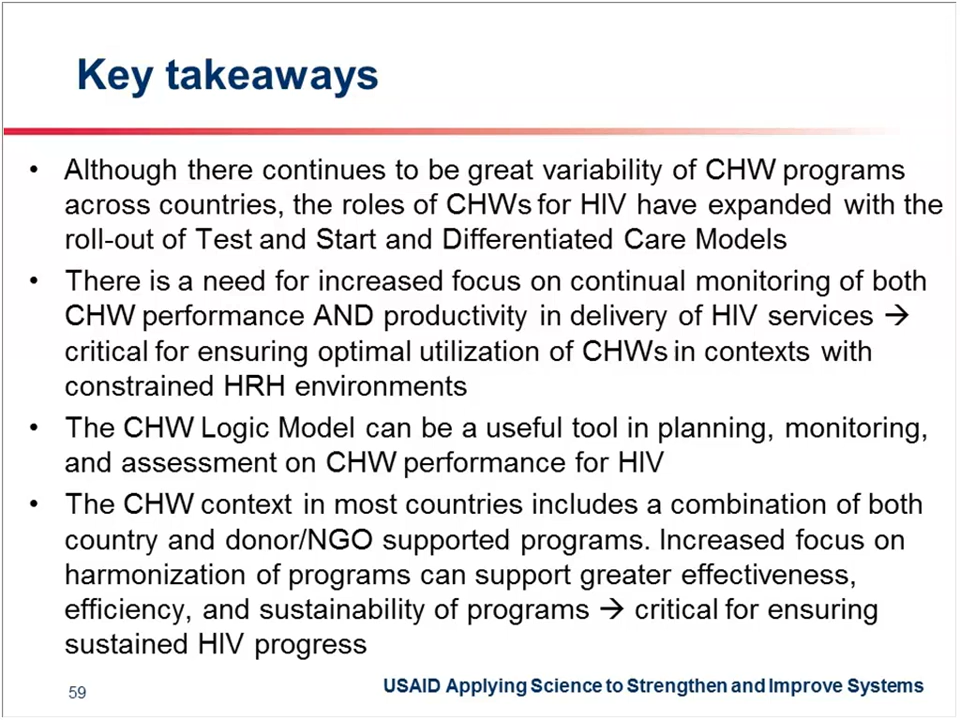 Key takeaways
• Although there continues to be great variability of CHW programs
across countries, the roles of CHWs for HIV have expanded with the
roll-out of Test and Start and Differentiated Care Models
• There is a need for increased focus on continual monitoring of both
CHW performance AND productivity in delivery of HIV services →
critical for ensuring optimal utilization of CHWs in contexts with
constrained HRH environments
• The CHW Logic Model can be a useful tool in planning, monitoring,
and assessment on CHW performance for HIV
• The CHW context in most countries includes a combination of both
country and donor/NGO supported programs. Increased focus on
harmonization of programs can support greater effectiveness,
efficiency, and sustainability of programs → critical for ensuring
sustained HIV progress
59
USAID Applying Science to Strengthen and Improve Systems